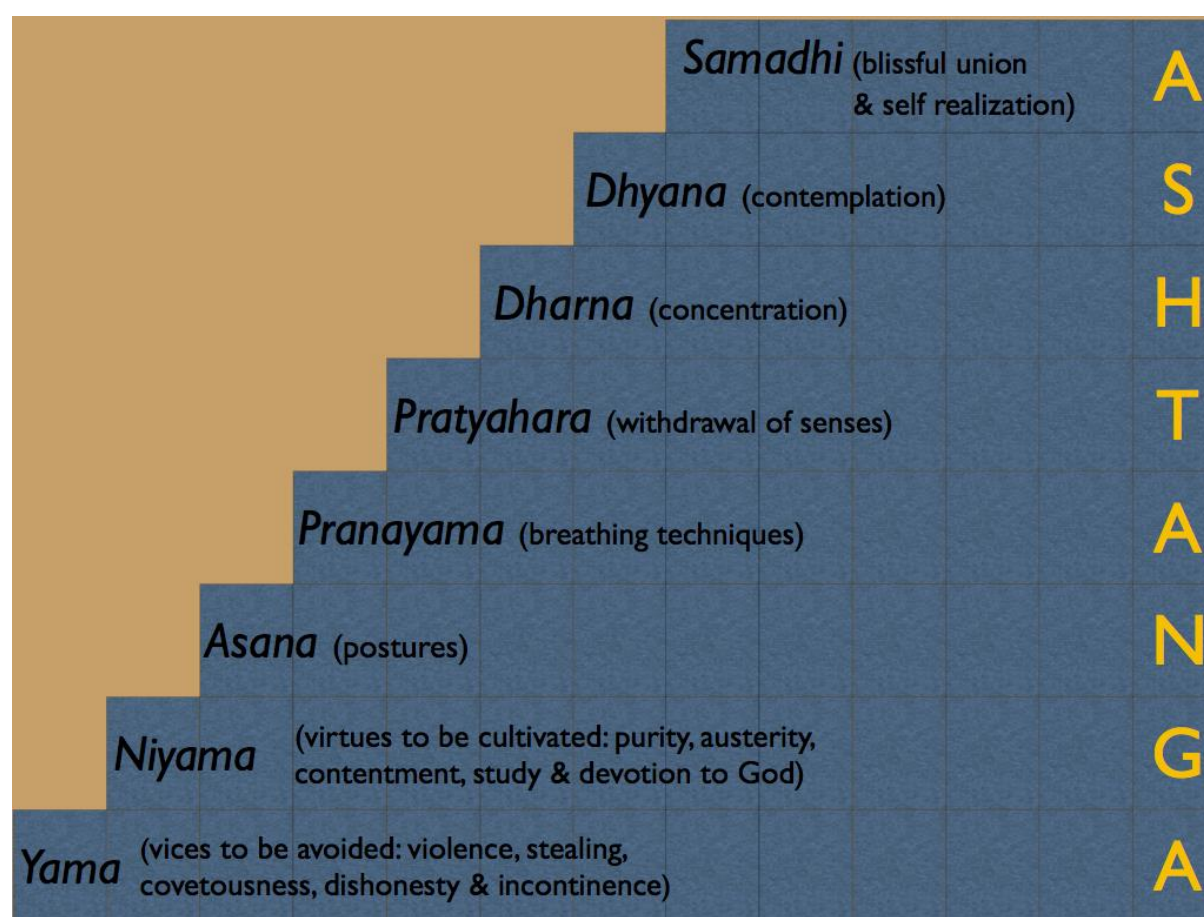 Samadhi (blissful union
& self realization)
Dhyana (contemplation)
Dharna (concentration)
Pratyahara (withdrawal of senses)
Pranayama (breathing techniques)
Asana (postures)
Niyama (virtues to be cultivated: purity, austerity,
contentment, study & devotion to God)
Yama (vices to be avoided: violence, stealing,
covetousness, dishonesty & incontinence)
A
S
H
T
A
N
G
A